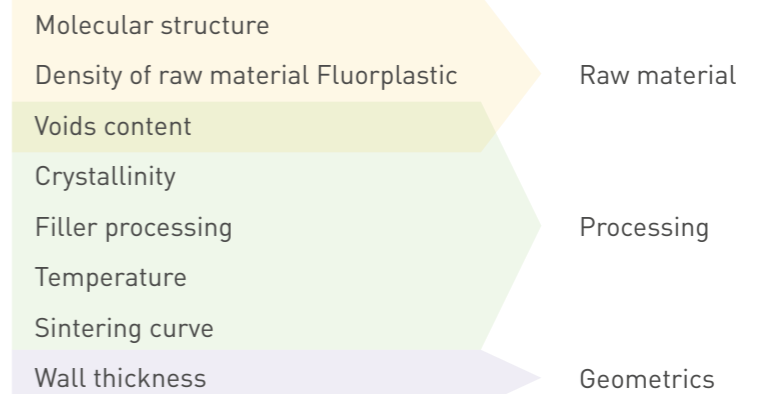 Molecular structure
Density of raw material Fluorplastic
Raw material
Voids content
Crystallinity
Filler processing
Processing
Temperature
Sintering curve
Wall thickness
Geometrics